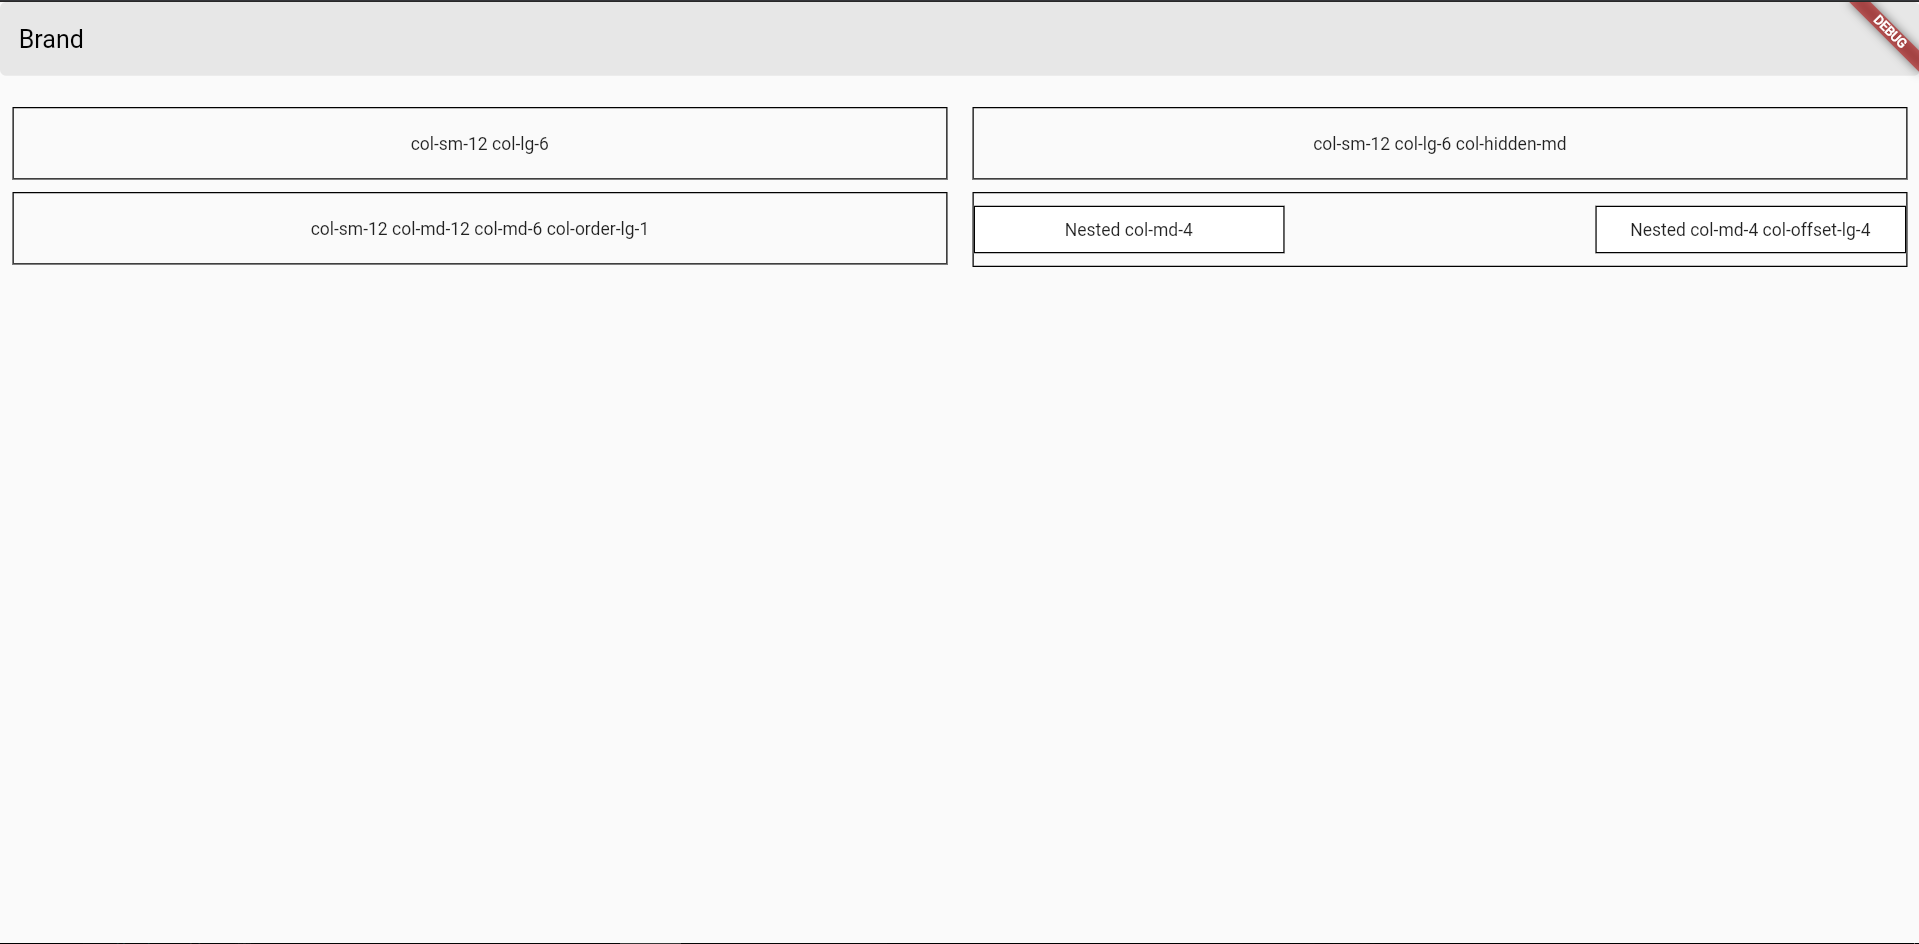 Brand
DEBUG
col-sm-12 col-lg-6
col-sm-12 col-lg-6 col-hidden-md
col-sm-12 col-md-12 col-md-6 col-order-lg-1
Nested col-md-4
Nested col-md-4 col-offset-lg-4